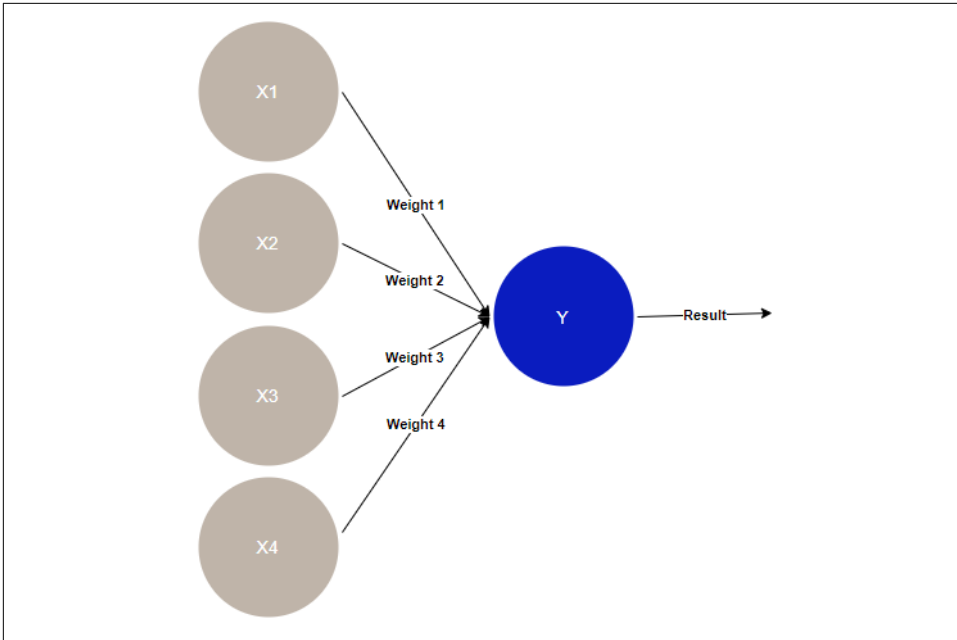 X1
Weight 1
X2
Weight 2
Y
Result
X3
Weight 3
Weight 4
X4